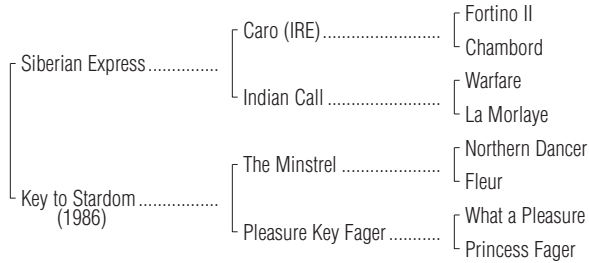 Fortino II
Caro (IRE)........................
Chambord
Siberian Express...............
Warfare
Indian Call .......................
La Morlaye
Northern Dancer
The Minstrel ....................
Fleur
Key to Stardom.................
(1986)
What a Pleasure
Pleasure Key Fager...........
Princess Fager